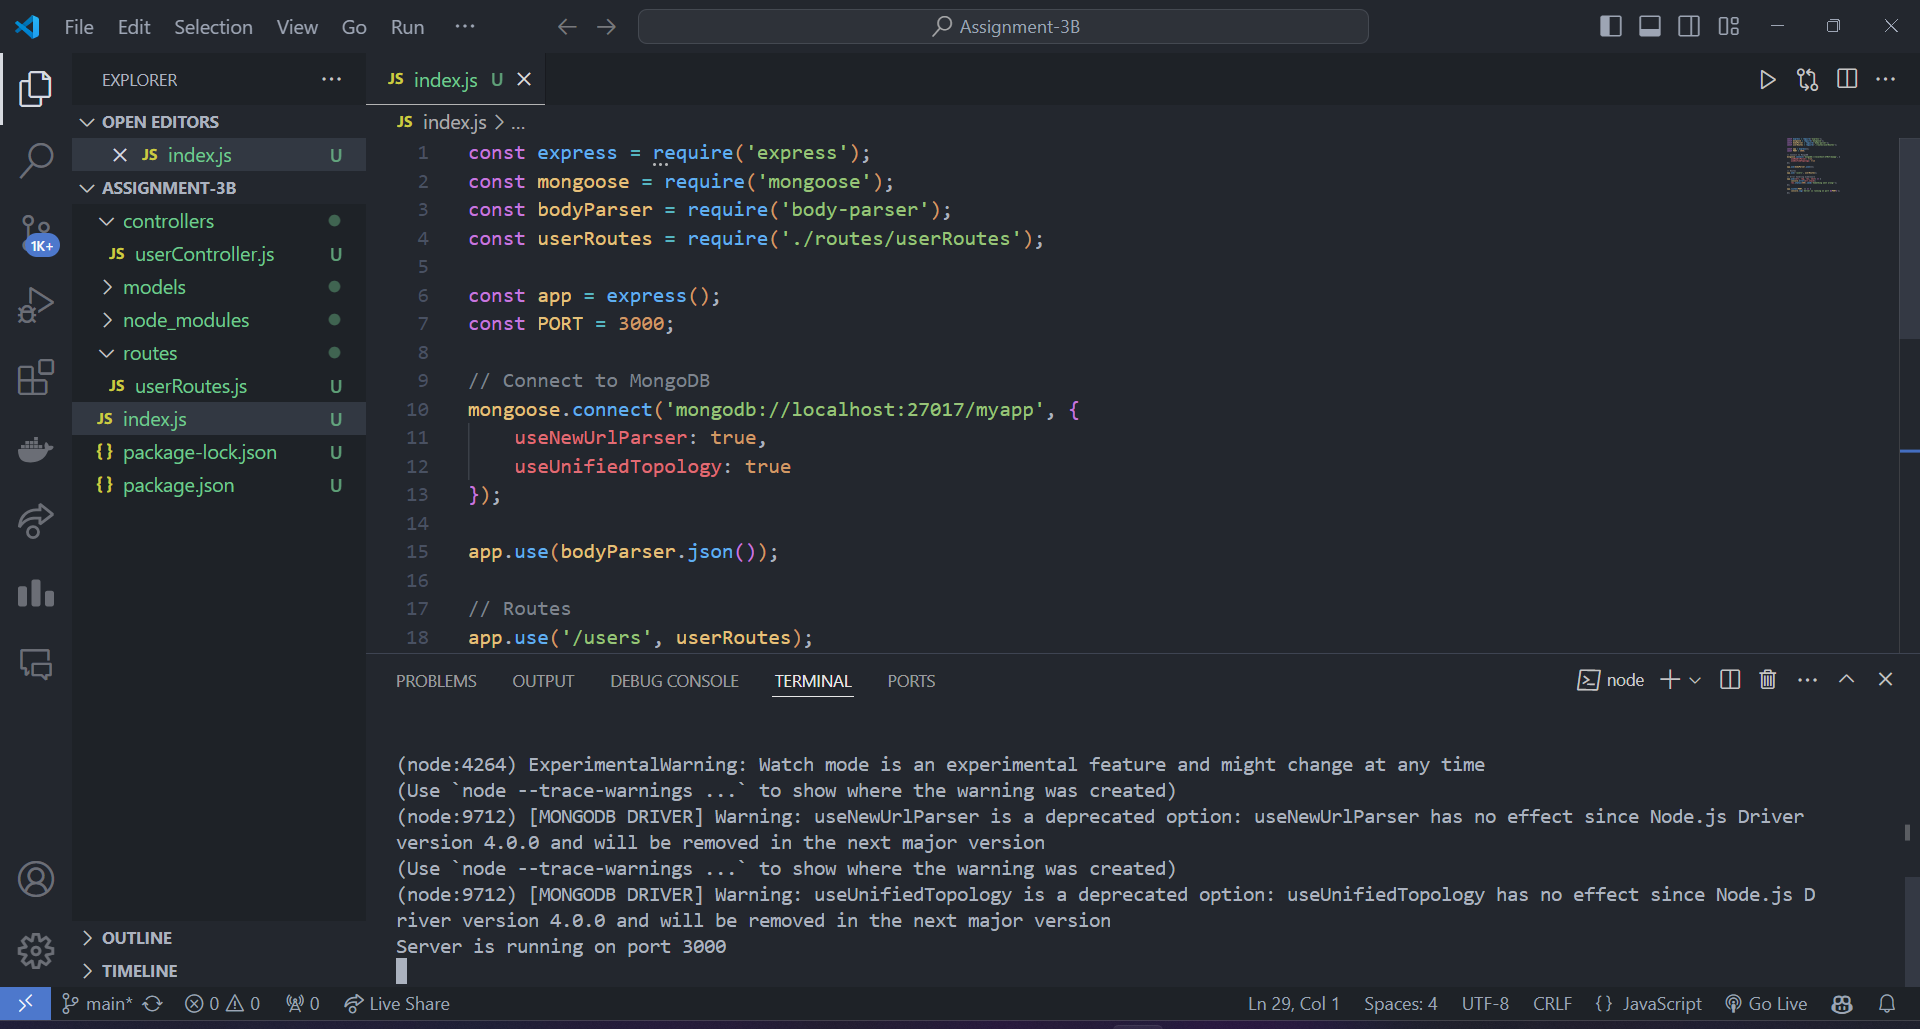 File Edit Selection View Go Run ··· Assignment-3B
EXPLORER ···
OPEN EDITORS
JS index.js U
ASSIGNMENT-3B
controllers
JS userController.js U
models
node_modules
routes
JS userRoutes.js U
JS index.js U
{} package-lock.json U
{} package.json U
OUTLINE
TIMELINE
1K+
JS index.js U
JS index.js > ...
1 const express = require('express');
2 const mongoose = require('mongoose');
3 const bodyParser = require('body-parser');
4 const userRoutes = require('./routes/userRoutes');
5
6 const app = express();
7 const PORT = 3000;
8
9 // Connect to MongoDB
10 mongoose.connect('mongodb://localhost:27017/myapp', {
11 useNewUrlParser: true,
12 useUnifiedTopology: true
13 });
14
15 app.use(bodyParser.json());
16
17 // Routes
18 app.use('/users', userRoutes);
PROBLEMS OUTPUT DEBUG CONSOLE TERMINAL PORTS node
(node:4264) ExperimentalWarning: Watch mode is an experimental feature and might change at any time
(Use `node --trace-warnings ...` to show where the warning was created)
(node:9712) [MONGODB DRIVER] Warning: useNewUrlParser is a deprecated option: useNewUrlParser has no effect since Node.js Driver
version 4.0.0 and will be removed in the next major version
(Use `node --trace-warnings ...` to show where the warning was created)
(node:9712) [MONGODB DRIVER] Warning: useUnifiedTopology is a deprecated option: useUnifiedTopology has no effect since Node.js D
river version 4.0.0 and will be removed in the next major version
Server is running on port 3000
main* 0 0 0 Live Share Ln 29, Col 1 Spaces: 4 UTF-8 CRLF {} JavaScript Go Live